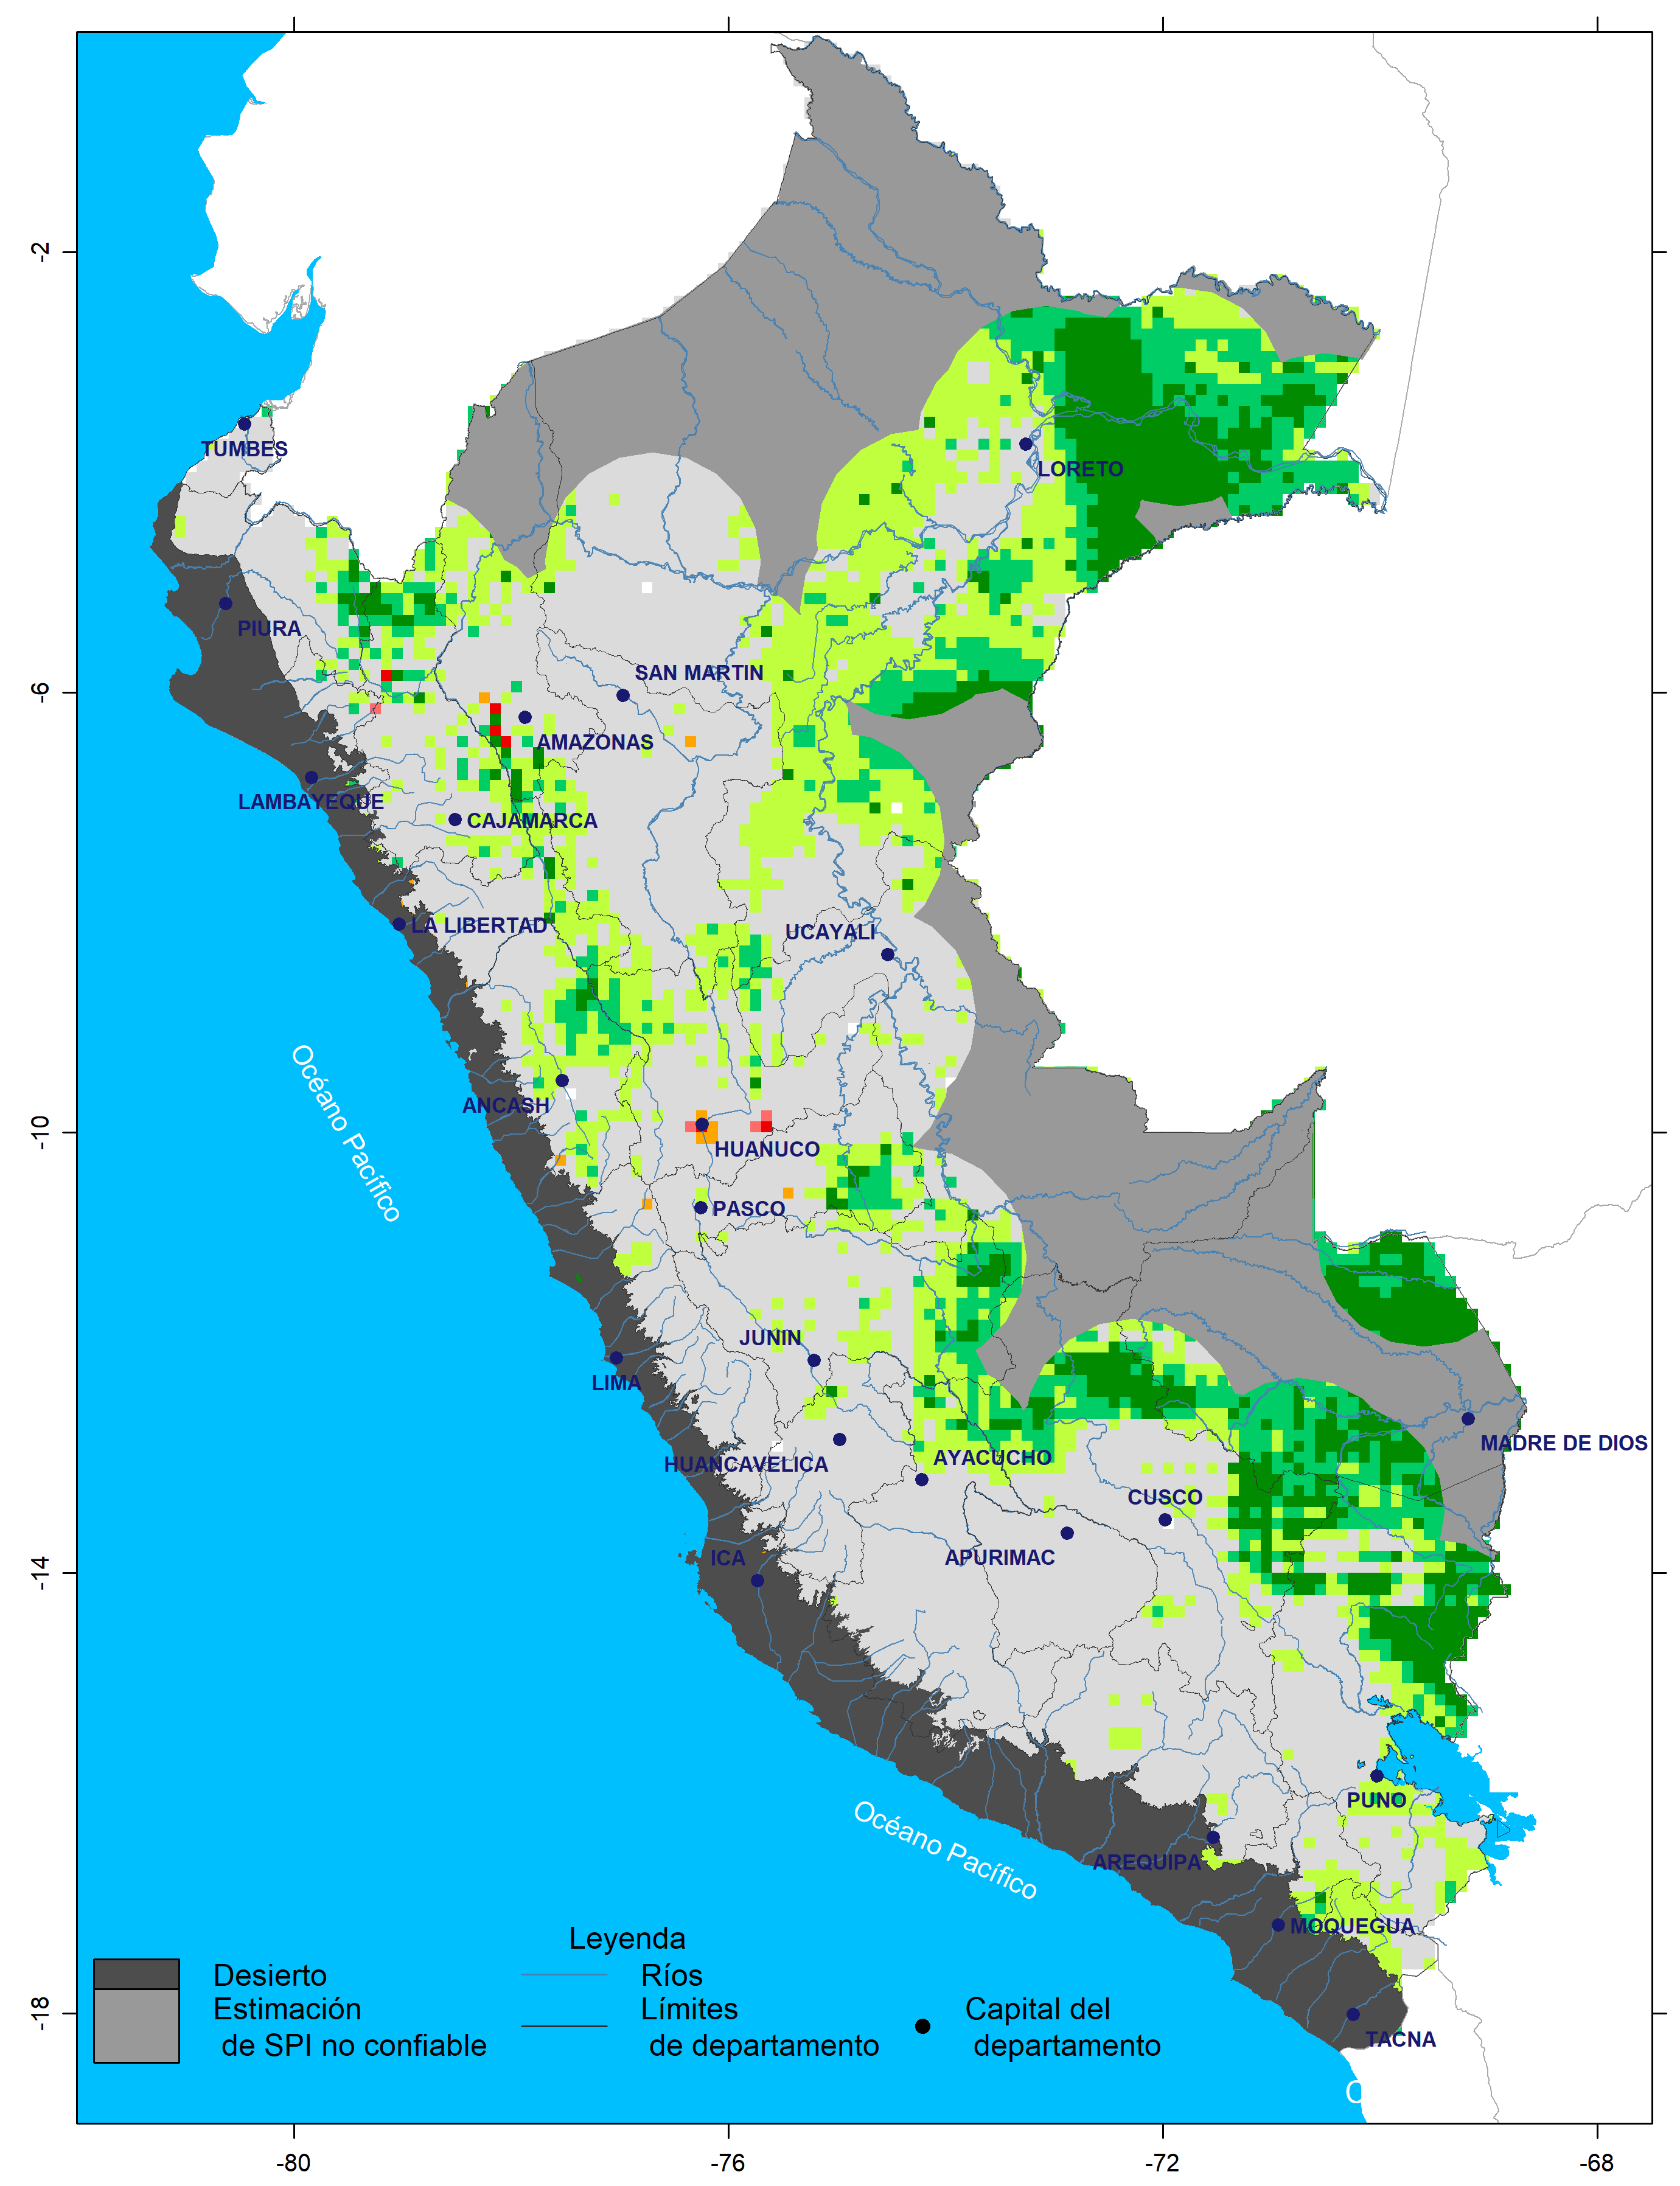 -2
TUMBES
LORETO
PIURA
-6
SAN MARTIN
AMAZONAS
LAMBAYEQUE
CAJAMARCA
LA LIBERTAD
UCAYALI
Océano Pacífico
ANCASH
-10
HUANUCO
PASCO
JUNIN
LIMA
MADRE DE DIOS
AYACUCHO
HUANCAVELICA
CUSCO
ICA
APURIMAC
-14
PUNO
Océano Pacífico
AREQUIPA
MOQUEGUA
Leyenda
Desierto
Ríos
-18
Estimación
de SPI no confiable
Límites
de departamento
Capital del
departamento
TACNA
O
-80
-76
-72
-68